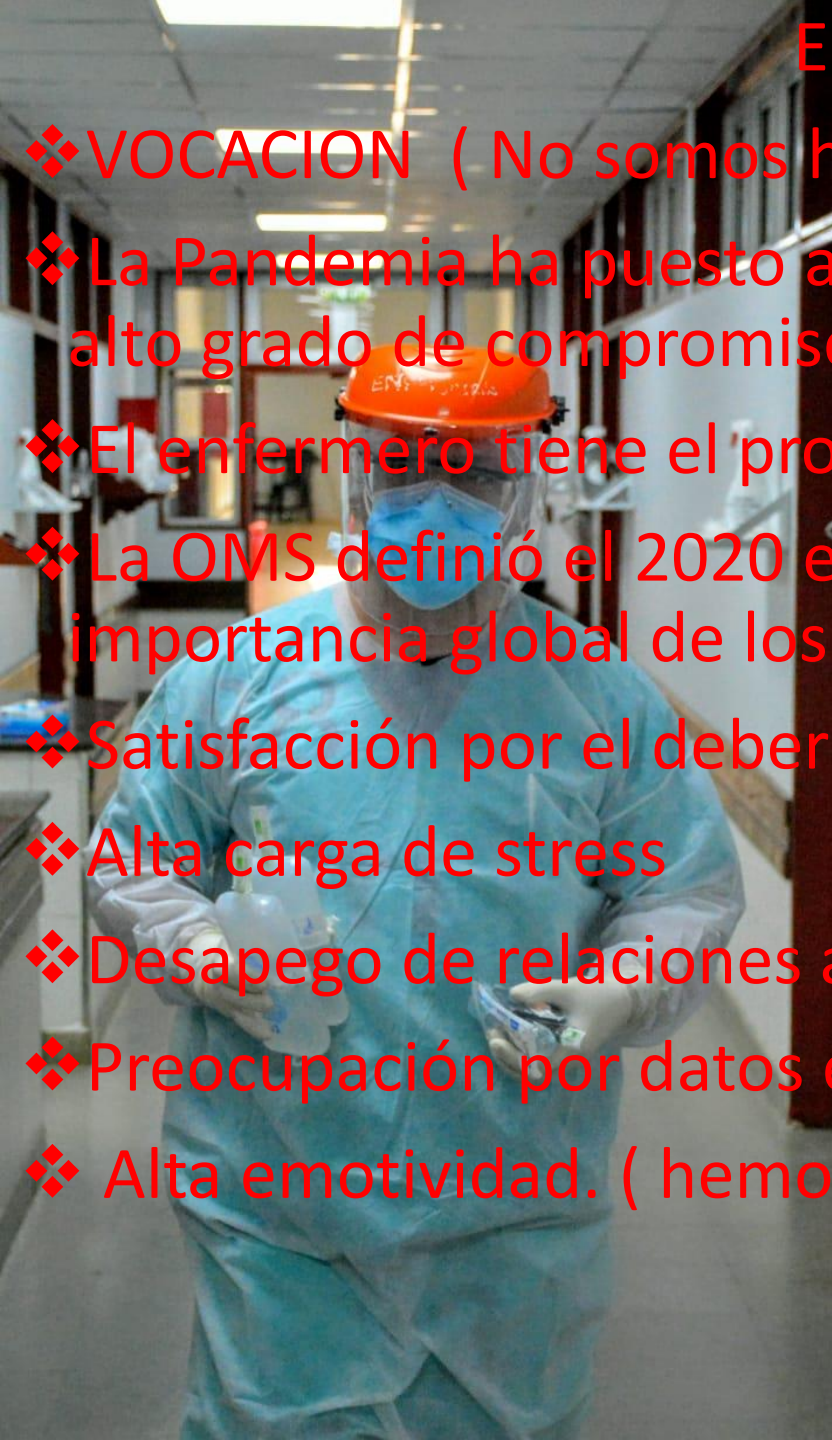 E
❖VOCACION ( No somos h
❖La Pandemia ha puesto a
alto grado de compromiso
❖El enfermero tiene el pro
❖La OMS definió el 2020 e
importancia global de los
❖Satisfacción por el deber
❖Alta carga de stress
❖Desapego de relaciones a
❖Preocupación por datos
❖ Alta emotividad. ( hemo